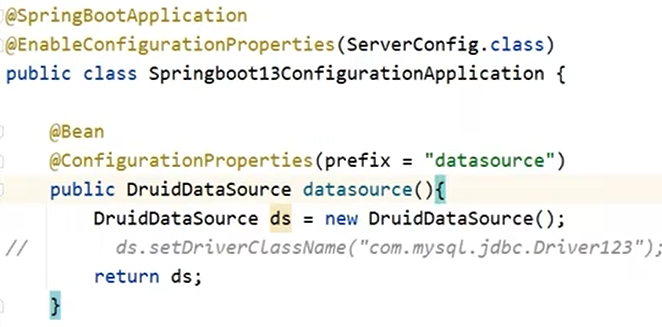 @SpringBootApplication
@EnableConfigurationProperties(ServerConfig.class)
public class Springboot13ConfigurationApplication {
@Bean
@ConfigurationProperties(prefix = "datasource")
public DruidDataSource datasource(){
DruidDataSource ds = new DruidDataSource();
// ds.setDriverClassName("com.mysql.jdbc.Driver123");
return ds;
}